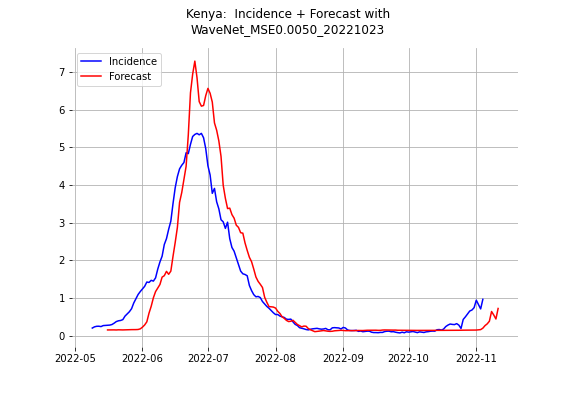 Kenya:  Incidence + Forecast with
WaveNet_MSE0.0050_20221023
Incidence
Forecast
7
6
5
4
3
2
1
0
2022-05 2022-06 2022-07 2022-08 2022-09 2022-10 2022-11